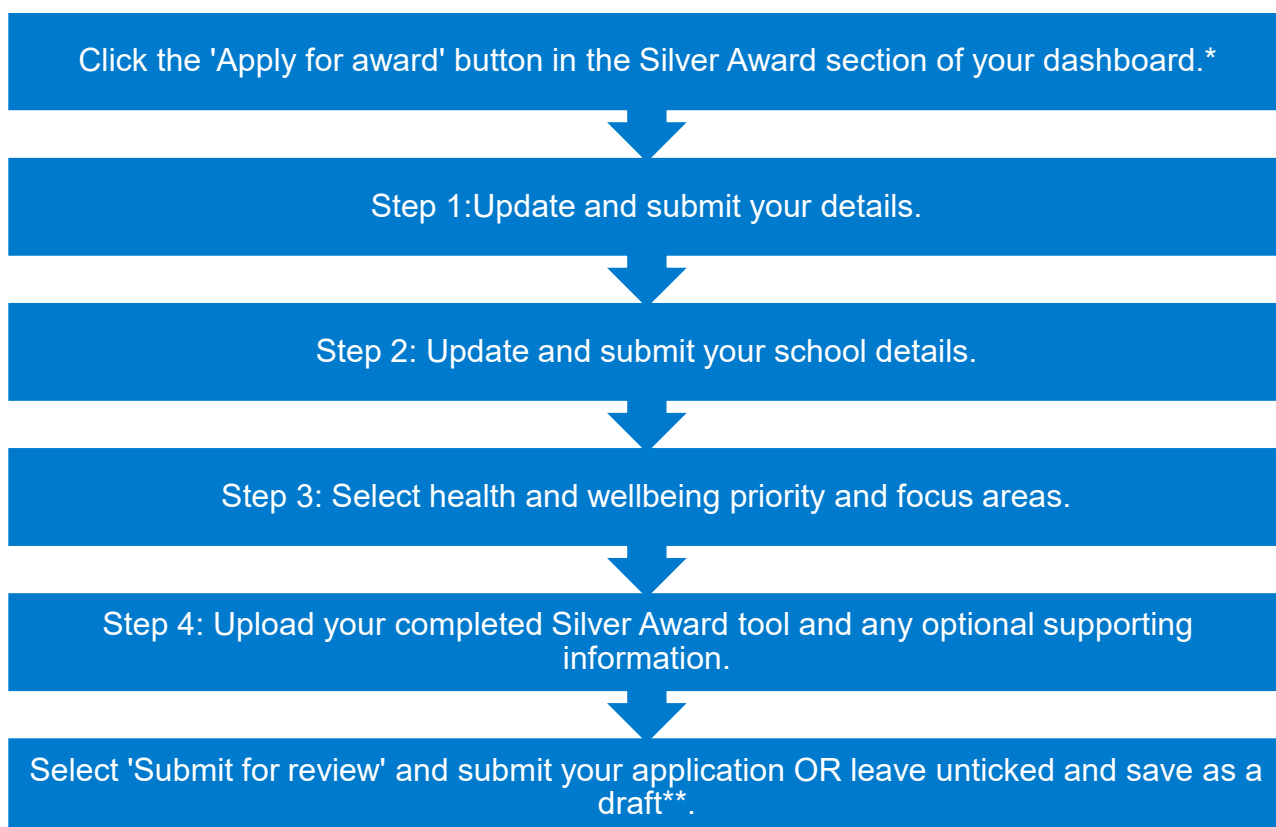 Click the 'Apply for award' button in the Silver Award section of your dashboard.*
Step 1:Update and submit your details.
Step 2: Update and submit your school details.
Step 3: Select health and wellbeing priority and focus areas.
Step 4: Upload your completed Silver Award tool and any optional supporting
information.
Select 'Submit for review' and submit your application OR leave unticked and save as a
draft**.